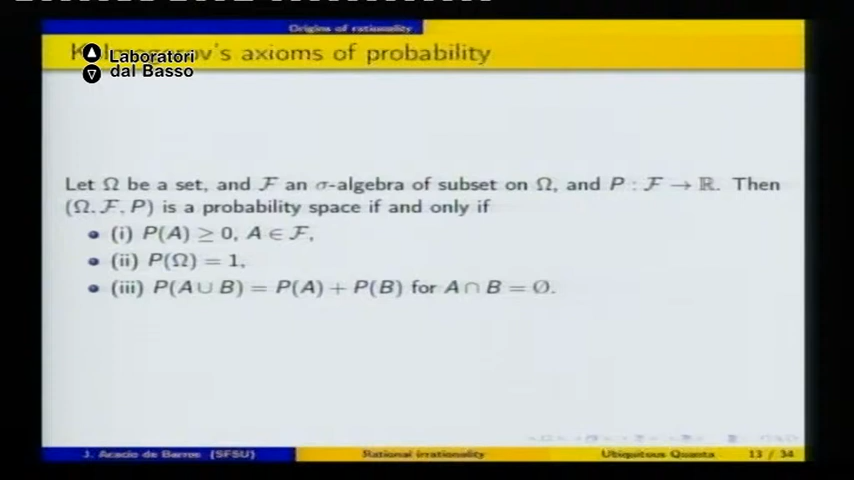 Origins of rationality
Kolmogorov's axioms of probability
Laboratori
dal Basso
Let Ω be a set, and ℱ an σ-algebra of subset on Ω, and P : ℱ → ℝ. Then
(Ω, ℱ, P) is a probability space if and only if
• (i) P(A) ≥ 0, A ∈ ℱ,
• (ii) P(Ω) = 1,
• (iii) P(A ∪ B) = P(A) + P(B) for A ∩ B = ∅.
J. Acacio de Barros (SFSU) Rational irrationality Ubiquitous Quanta 13 / 34